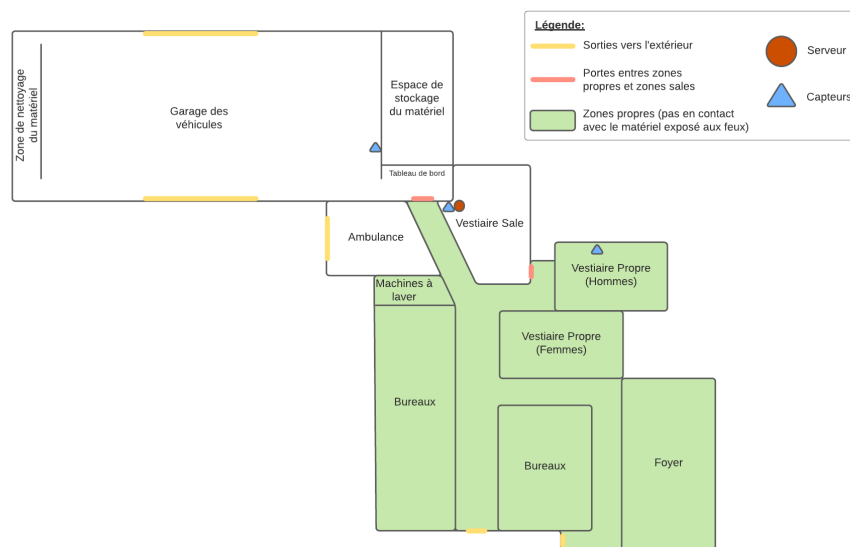 Légende:
Sorties vers l'extérieur
Portes entres zones
propres et zones sales
Zones propres (pas en contact
avec le matériel exposé aux feux)
Serveur
Capteurs
Zone de nettoyage
du matériel
Garage des
véhicules
Espace de
stockage
du matériel
Tableau de bord
Ambulance
Vestiaire Sale
Vestiaire Propre
(Hommes)
Machines à
laver
Vestiaire Propre
(Femmes)
Bureaux
Bureaux
Foyer